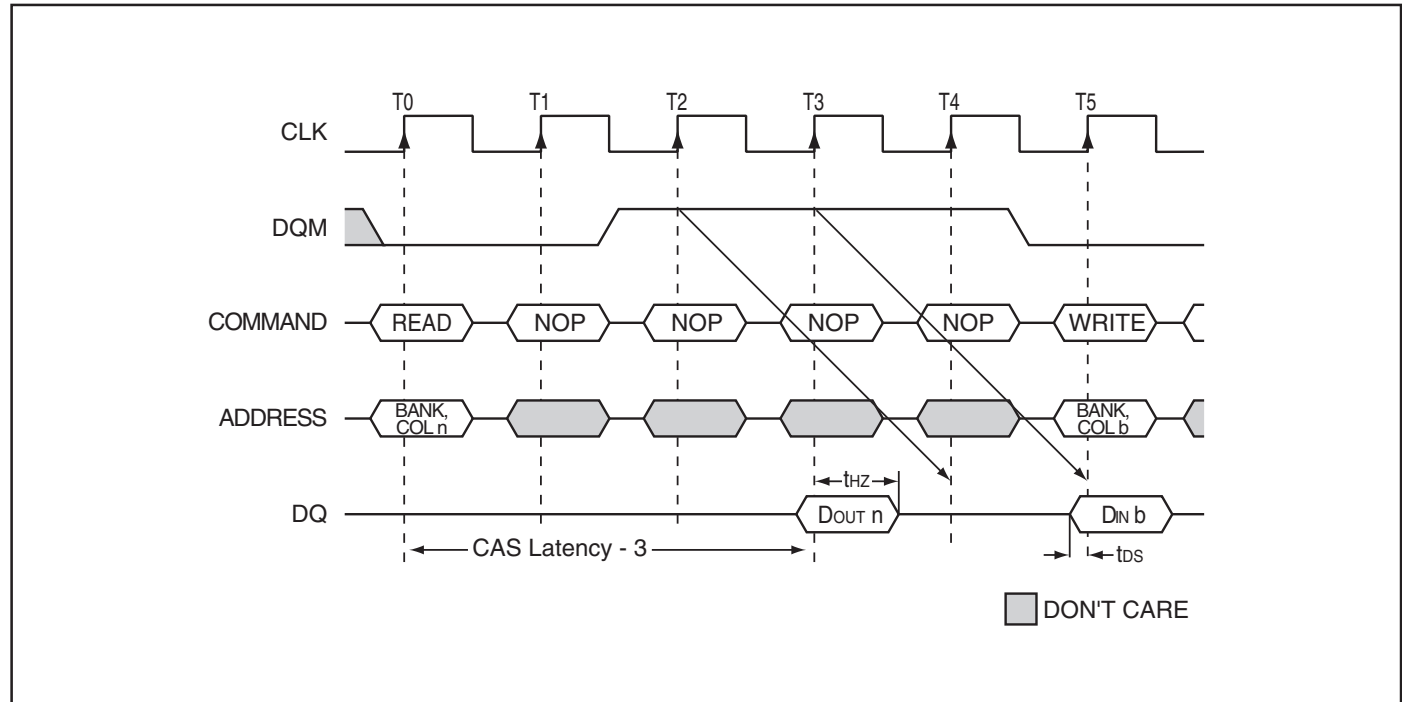 T0 T1 T2 T3 T4 T5
CLK
DQM
COMMAND READ NOP NOP NOP NOP WRITE
ADDRESS BANK, COL n BANK, COL b
tHZ
DQ DOUT n DIN b
CAS Latency - 3 tDS
DON'T CARE